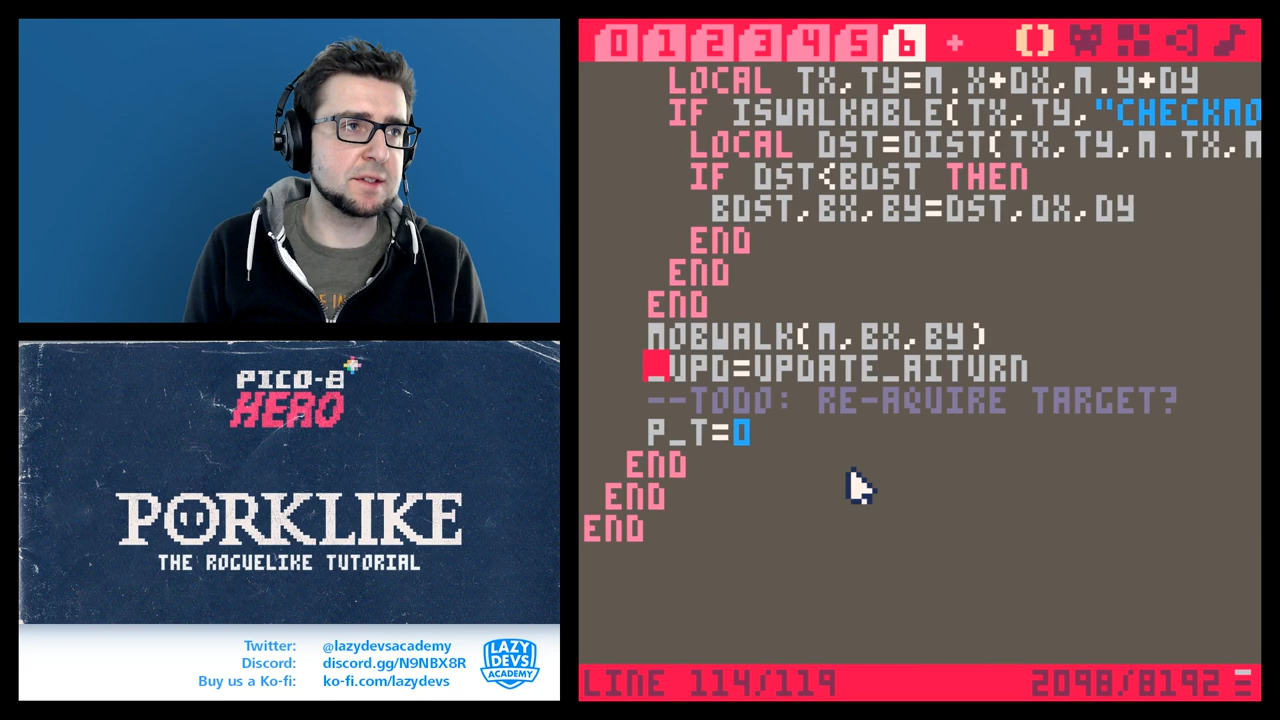 PICO-8
HERO
PORKLIKE
THE ROGUELIKE TUTORIAL
Twitter: @lazydevsacademy
Discord: discord.gg/N9NBX8R
Buy us a Ko-fi: ko-fi.com/lazydevs
LAZY
DEVS
ACADEMY
0 1 2 3 4 5 6 +
LOCAL TX,TY=M.X+DX,M.Y+DY
IF ISWALKABLE(TX,TY,"CHECKMO
LOCAL DST=DIST(TX,TY,M.TX,M
IF DST<BDST THEN
BDST,BX,BY=DST,DX,DY
END
END
END
MOBWALK(M,BX,BY)
_UPD=UPDATE_AITURN
--TODO: RE-AQUIRE TARGET?
P_T=0
END
END
END
LINE 114/119
2098/8192